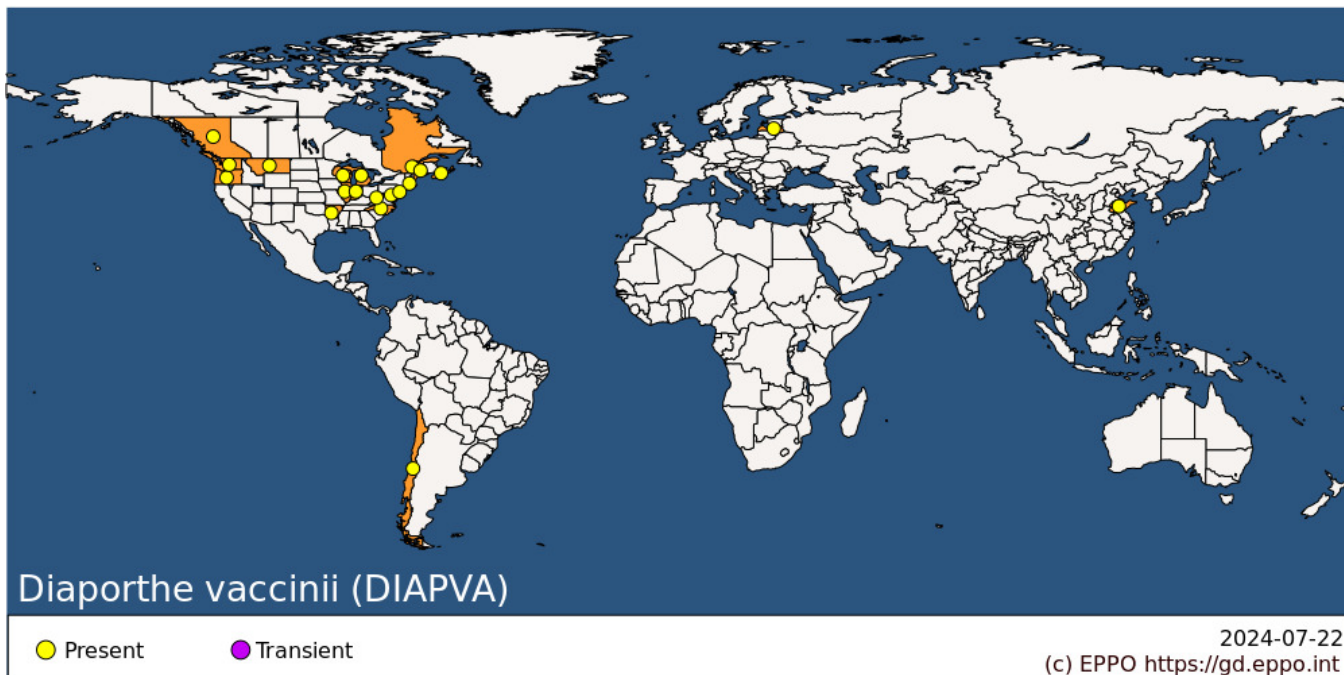 Diaporthe vaccinii (DIAPVA)
Present
Transient
2024-07-22
(c) EPPO https://gd.eppo.int